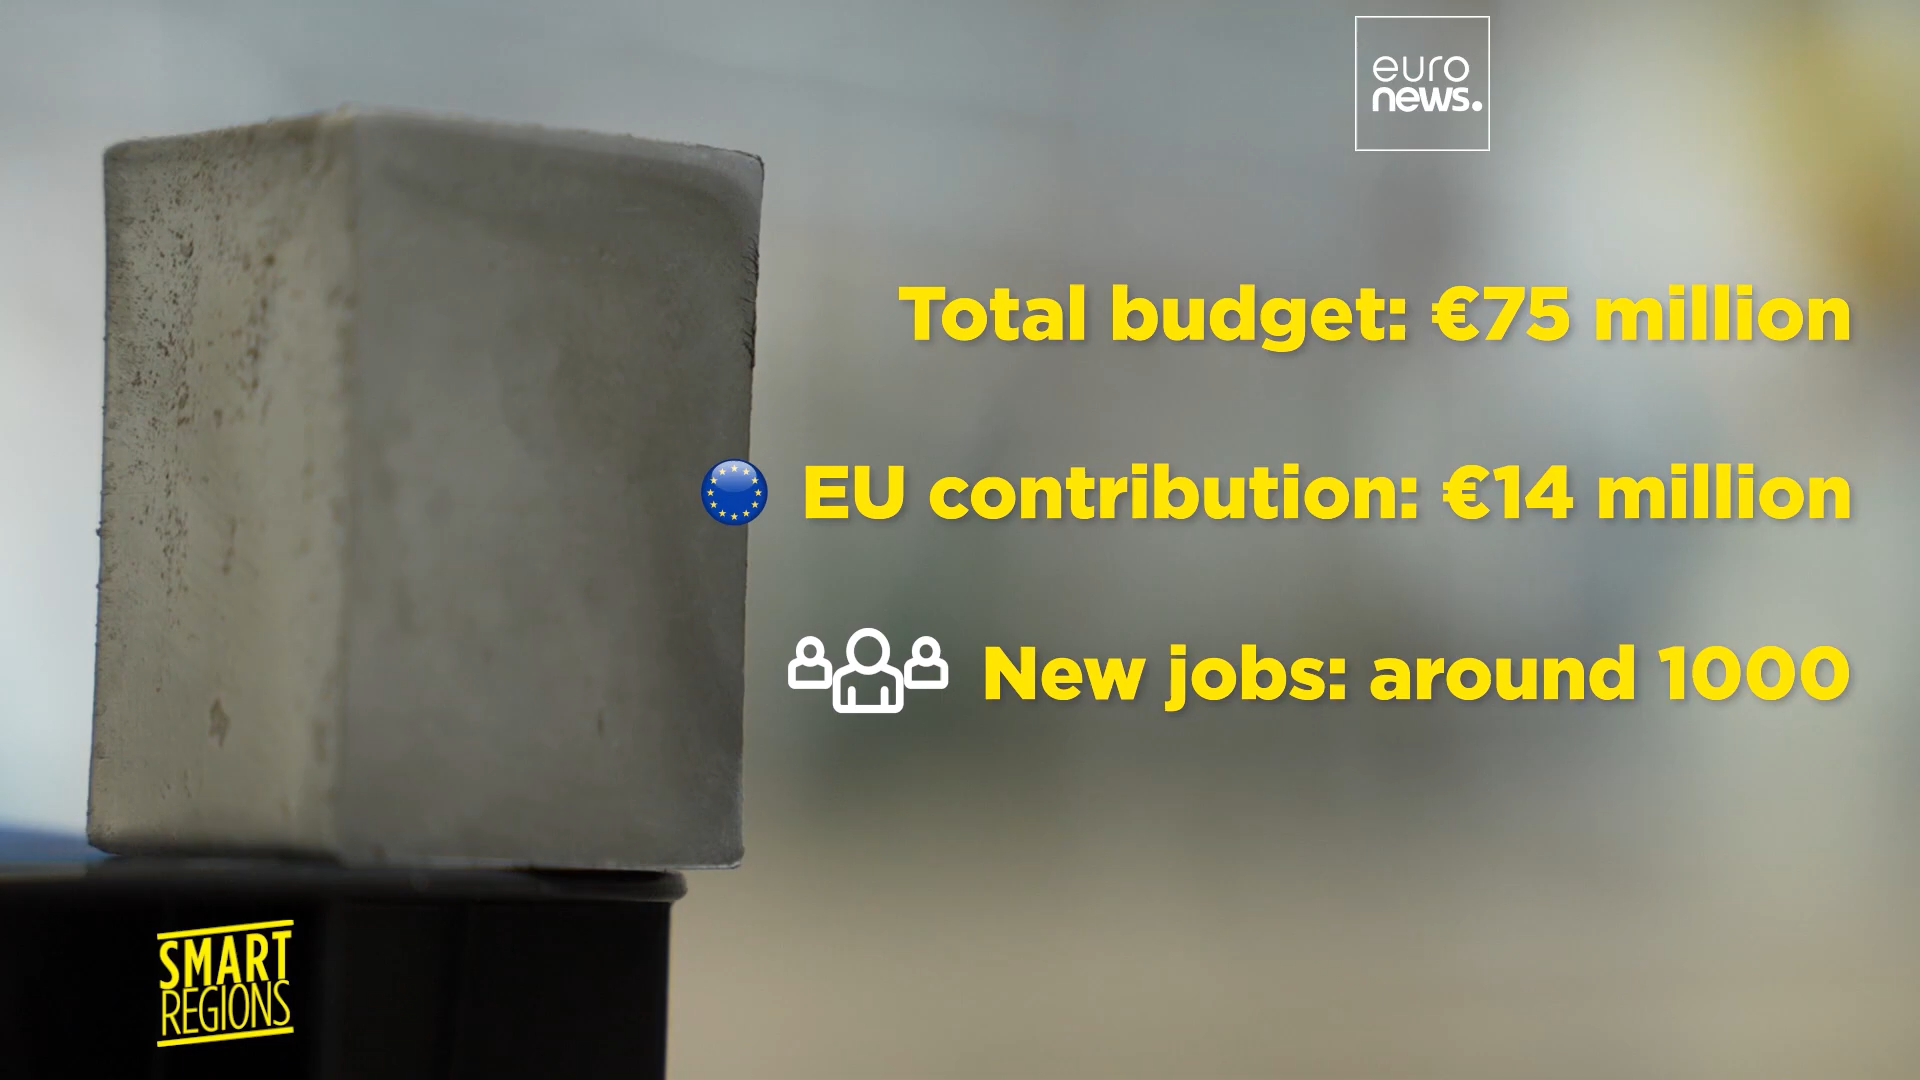 euro
news.
Total budget: €75 million
EU contribution: €14 million
New jobs: around 1000
SMART
REGIONS